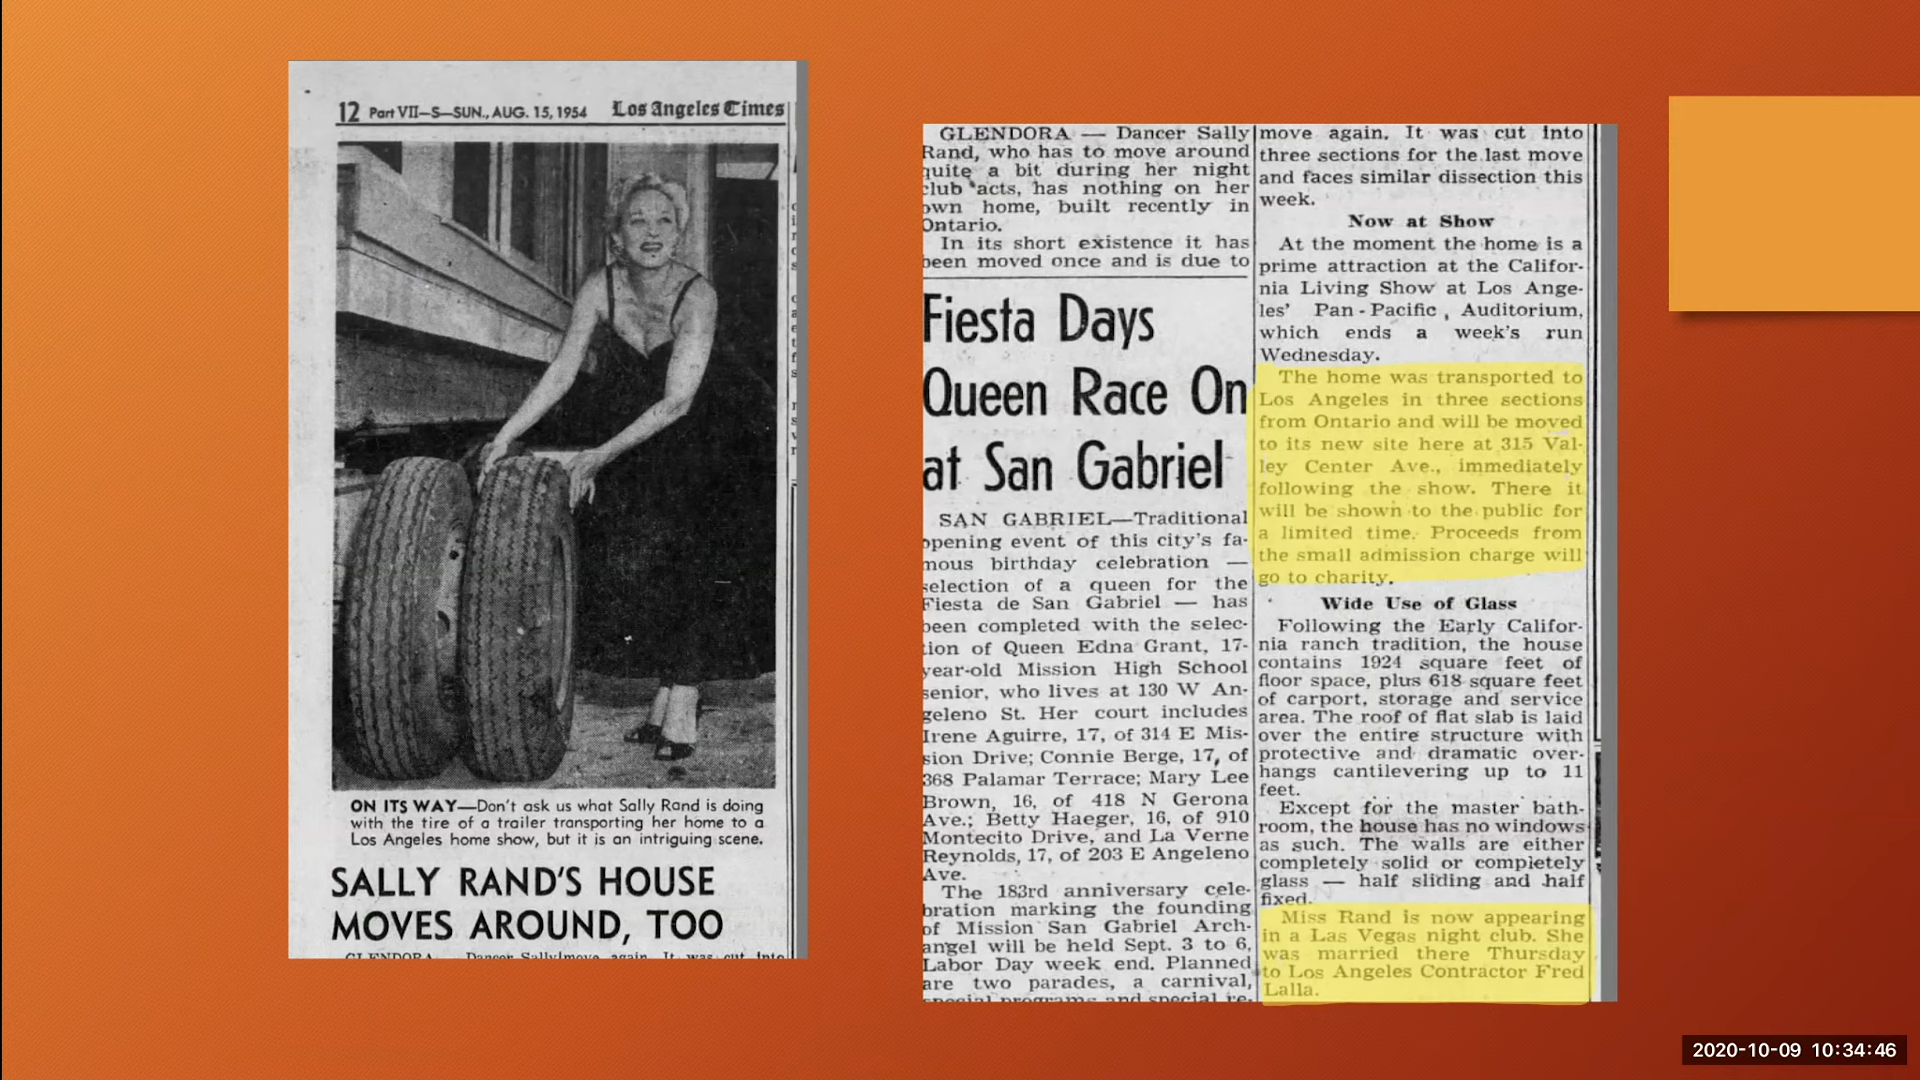 12 Part VII—S—SUN., AUG. 15, 1954 Los Angeles Times
ON ITS WAY—Don't ask us what Sally Rand is doing
with the tire of a trailer transporting her home to a
Los Angeles home show, but it is an intriguing scene.
SALLY RAND'S HOUSE
MOVES AROUND, TOO
GLENDORA — Dancer Sally
Rand, who has to move around
quite a bit during her night
club acts, has nothing on her
own home, built recently in
Ontario.
In its short existence it has
been moved once and is due to
Fiesta Days
Queen Race On
at San Gabriel
SAN GABRIEL—Traditional
opening event of this city's fa-
mous birthday celebration —
selection of a queen for the
Fiesta de San Gabriel — has
been completed with the selec-
tion of Queen Edna Grant, 17-
year-old Mission High School
senior, who lives at 130 W An-
geleno St. Her court includes
Irene Aguirre, 17, of 314 E Mis-
sion Drive; Connie Berge, 17, of
368 Palamar Terrace; Mary Lee
Brown, 16, of 418 N Gerona
Ave.; Betty Haeger, 16, of 910
Montecito Drive, and La Verne
Reynolds, 17, of 203 E Angeleno
Ave.
The 183rd anniversary cele-
bration marking the founding
of Mission San Gabriel Arch-
angel will be held Sept. 3 to 6,
Labor Day week end. Planned
are two parades, a carnival,
special programs and special re-
move again. It was cut into
three sections for the last move
and faces similar dissection this
week.
Now at Show
At the moment the home is a
prime attraction at the Califor-
nia Living Show at Los Ange-
les' Pan-Pacific Auditorium,
which ends a week's run
Wednesday.
The home was transported to
Los Angeles in three sections
from Ontario and will be moved
to its new site here at 315 Val-
ley Center Ave., immediately
following the show. There it
will be shown to the public for
a limited time. Proceeds from
the small admission charge will
go to charity.
Wide Use of Glass
Following the Early Califor-
nia ranch tradition, the house
contains 1924 square feet of
floor space, plus 618 square feet
of carport, storage and service
area. The roof of flat slab is laid
over the entire structure with
protective and dramatic over-
hangs cantilevering up to 11
feet.
Except for the master bath-
room, the house has no windows
as such. The walls are either
completely solid or completely
glass — half sliding and half
fixed.
Miss Rand is now appearing
in a Las Vegas night club. She
was married there Thursday
to Los Angeles Contractor Fred
Lalla.
2020-10-09 10:34:46